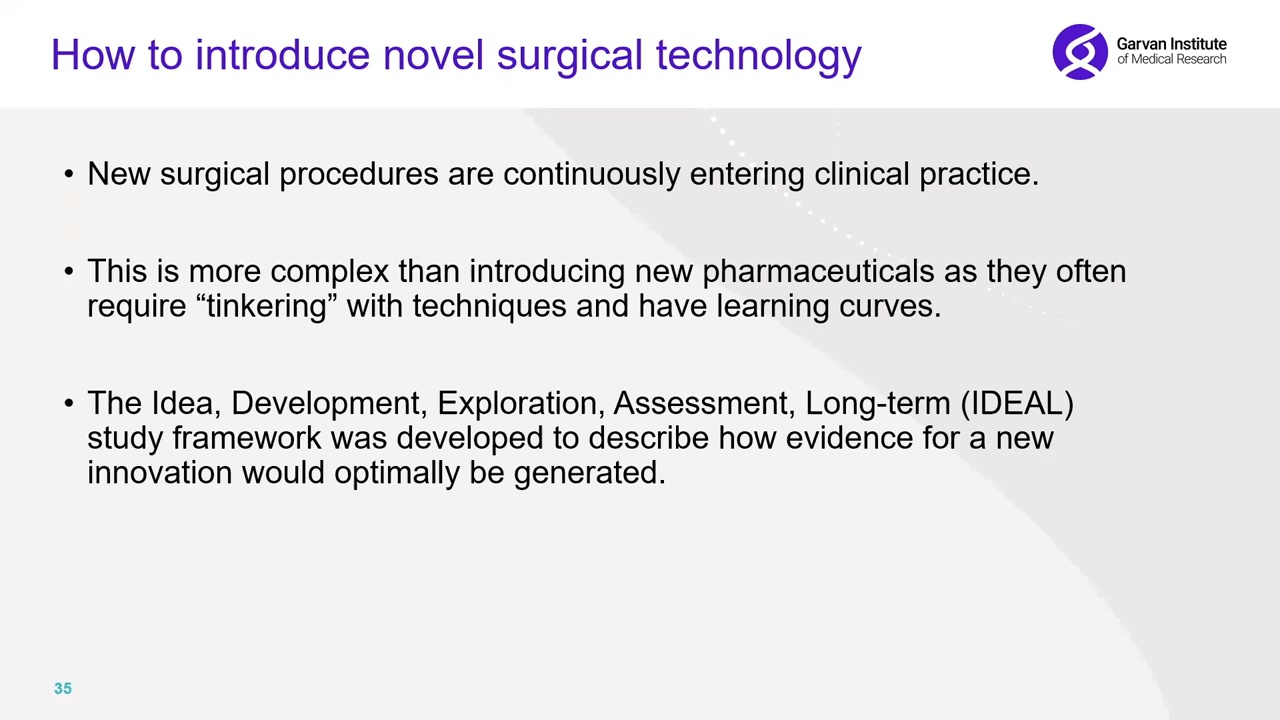 How to introduce novel surgical technology
Garvan Institute
of Medical Research
• New surgical procedures are continuously entering clinical practice.
• This is more complex than introducing new pharmaceuticals as they often
require “tinkering” with techniques and have learning curves.
• The Idea, Development, Exploration, Assessment, Long-term (IDEAL)
study framework was developed to describe how evidence for a new
innovation would optimally be generated.
35